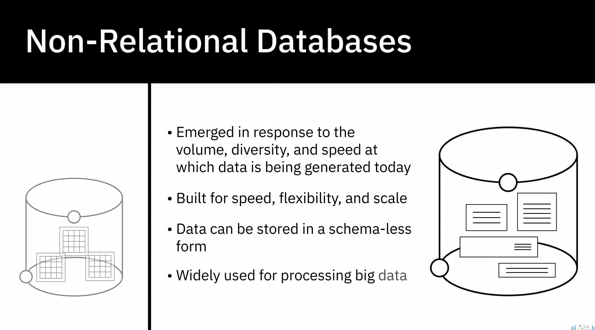 Non-Relational Databases
• Emerged in response to the
volume, diversity, and speed at
which data is being generated today
• Built for speed, flexibility, and scale
• Data can be stored in a schema-less
form
• Widely used for processing big data